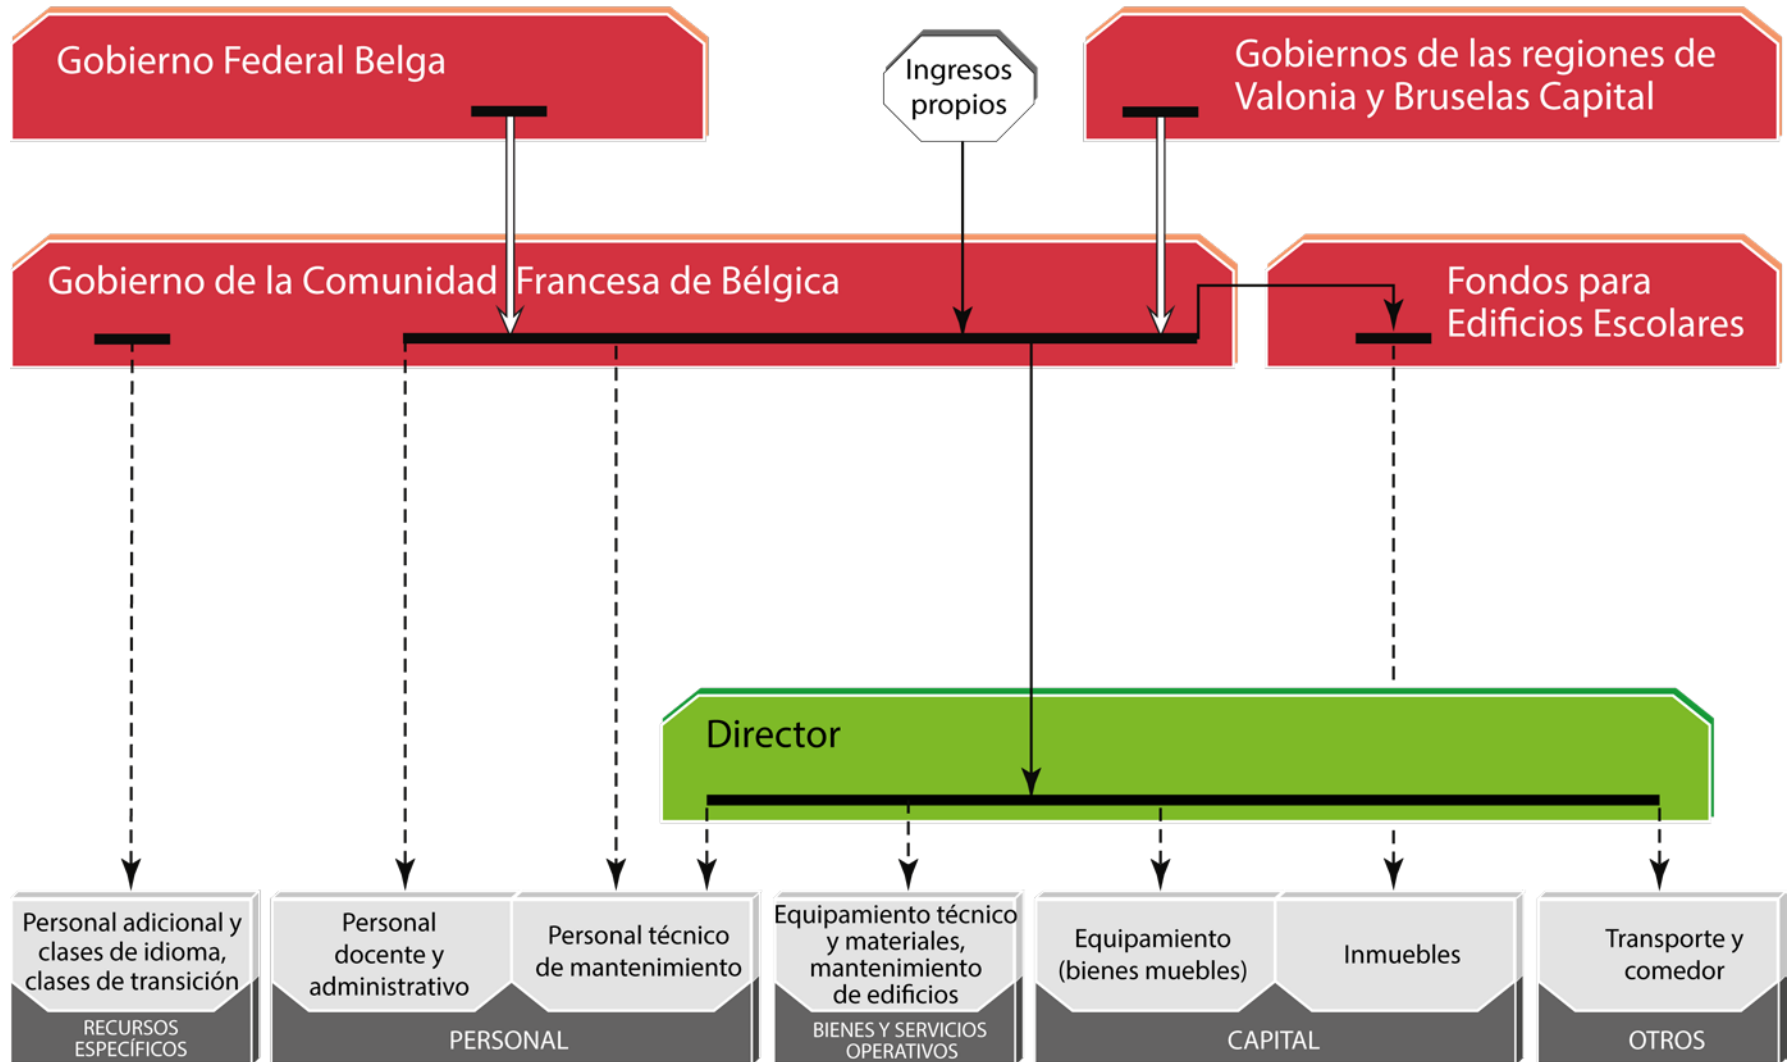 Gobierno Federal Belga
Ingresos
propios
Gobiernos de las regiones de
Valonia y Bruselas Capital
Gobierno de la Comunidad Francesa de Bélgica
Fondos para
Edificios Escolares
Director
Personal adicional y
clases de idioma,
clases de transición
RECURSOS
ESPECÍFICOS
Personal
docente y
administrativo
Personal técnico
de mantenimiento
PERSONAL
Equipamiento técnico
y materiales,
mantenimiento
de edificios
BIENES Y SERVICIOS
OPERATIVOS
Equipamiento
(bienes muebles)
Inmuebles
CAPITAL
Transporte y
comedor
OTROS